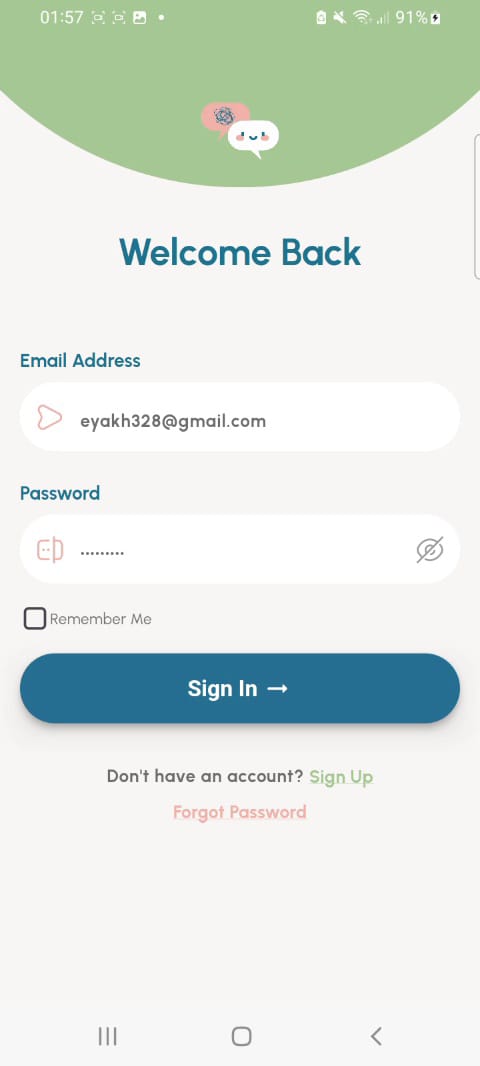 01:57 91%
Welcome Back
Email Address
eyakh328@gmail.com
Password
.........
Remember Me
Sign In →
Don't have an account? Sign Up
Forgot Password